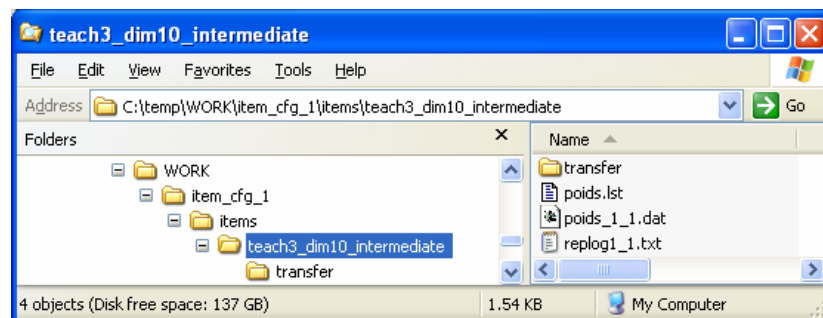 teach3_dim10_intermediate
File Edit View Favorites Tools Help
Address C:\temp\WORK\item_cfg_1\items\teach3_dim10_intermediate Go
Folders x Name
WORK
item_cfg_1
items
teach3_dim10_intermediate
transfer
transfer
poids.lst
poids_1_1.dat
replog1_1.txt
4 objects (Disk free space: 137 GB) 1.54 KB My Computer